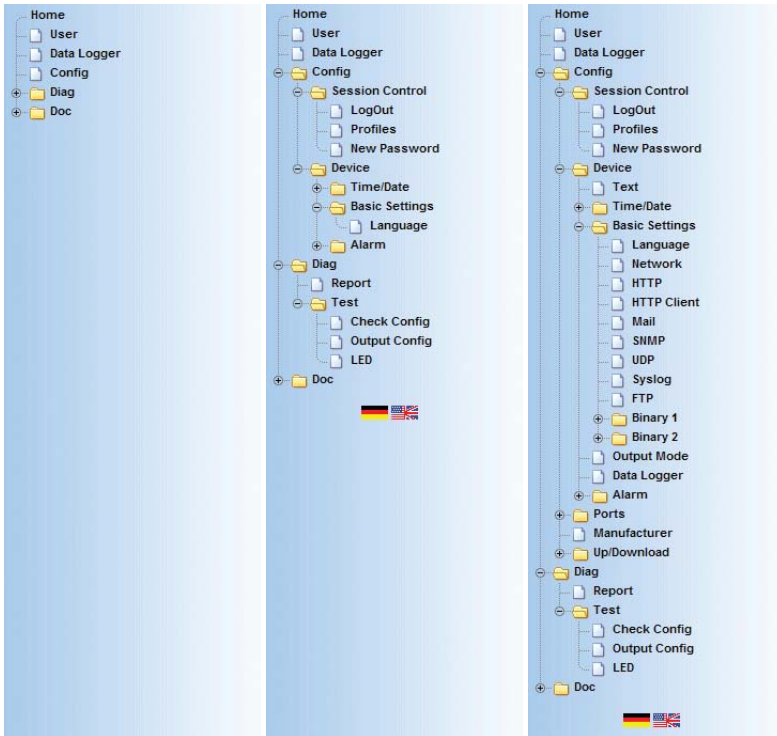 Home
User
Data Logger
Config
Diag
Doc
Home
User
Data Logger
Config
Session Control
LogOut
Profiles
New Password
Device
Time/Date
Basic Settings
Language
Alarm
Diag
Report
Test
Check Config
Output Config
LED
Doc
Home
User
Data Logger
Config
Session Control
LogOut
Profiles
New Password
Device
Text
Time/Date
Basic Settings
Language
Network
HTTP
HTTP Client
Mail
SNMP
UDP
Syslog
FTP
Binary 1
Binary 2
Output Mode
Data Logger
Alarm
Ports
Manufacturer
Up/Download
Diag
Report
Test
Check Config
Output Config
LED
Doc